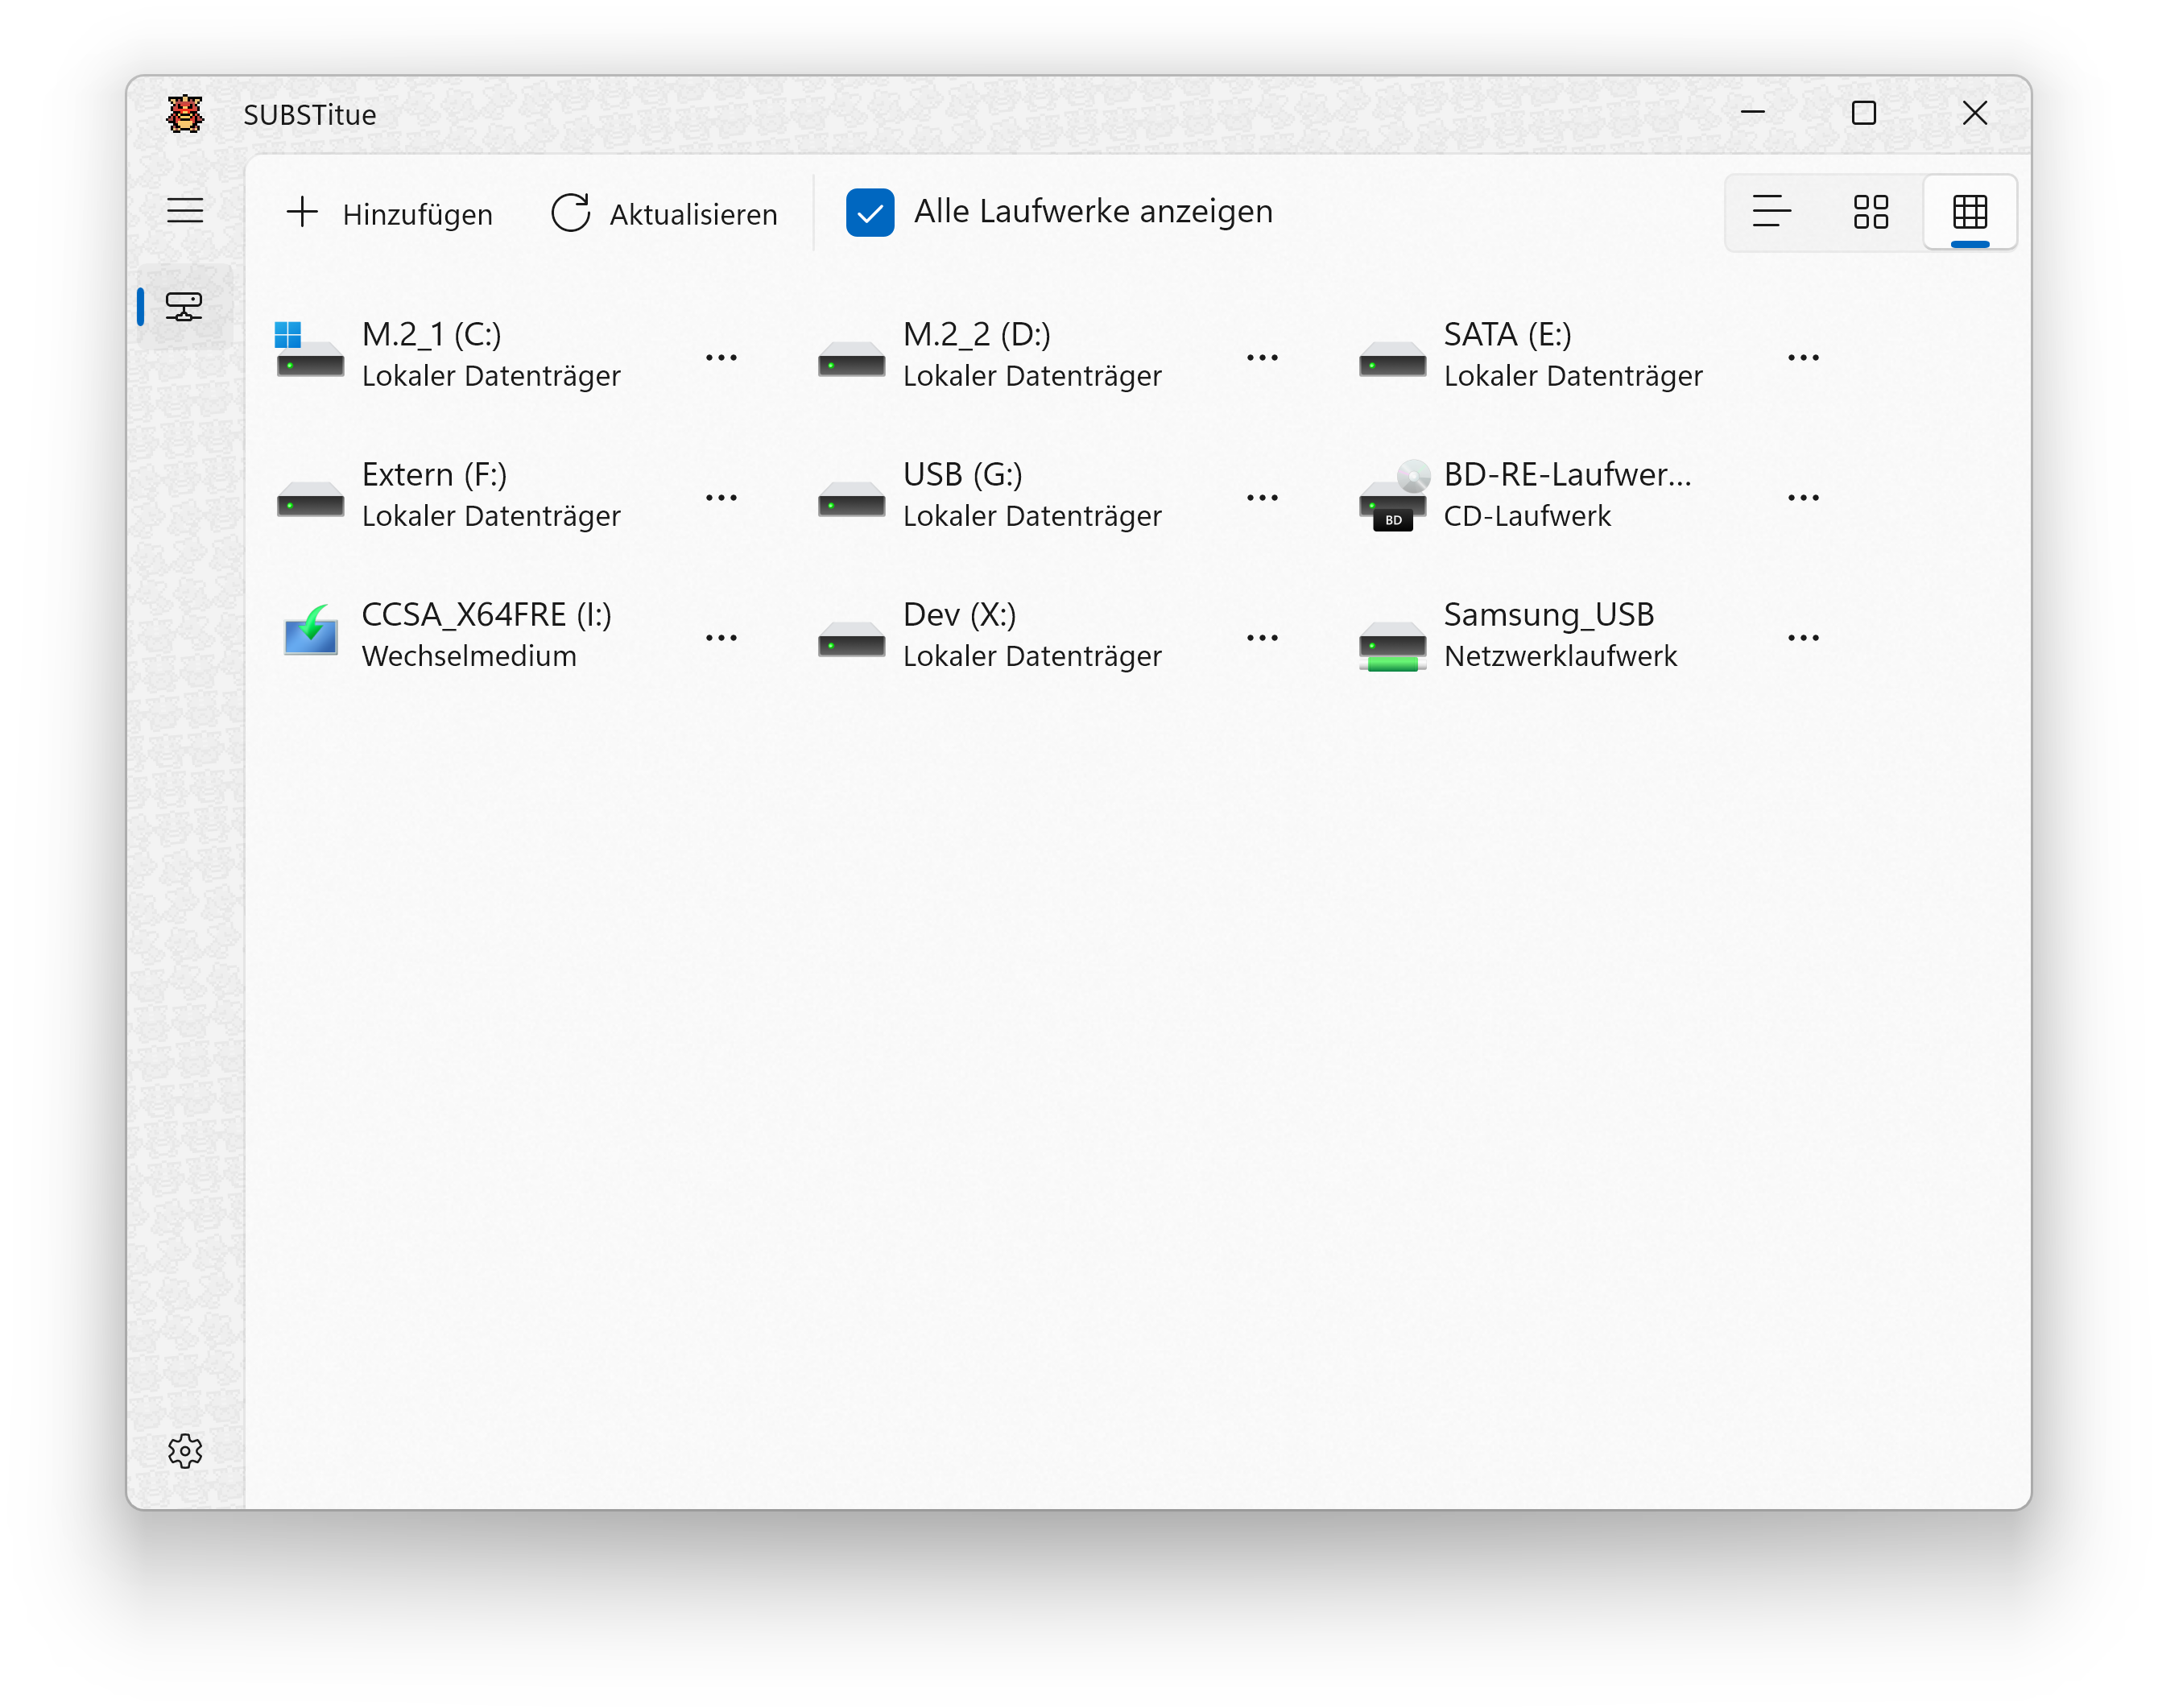 SUBSTitue
Hinzufügen Aktualisieren Alle Laufwerke anzeigen
M.2_1 (C:)
Lokaler Datenträger
M.2_2 (D:)
Lokaler Datenträger
SATA (E:)
Lokaler Datenträger
Extern (F:)
Lokaler Datenträger
USB (G:)
Lokaler Datenträger
BD
BD-RE-Laufwer...
CD-Laufwerk
CCSA_X64FRE (I:)
Wechselmedium
Dev (X:)
Lokaler Datenträger
Samsung_USB
Netzwerklaufwerk